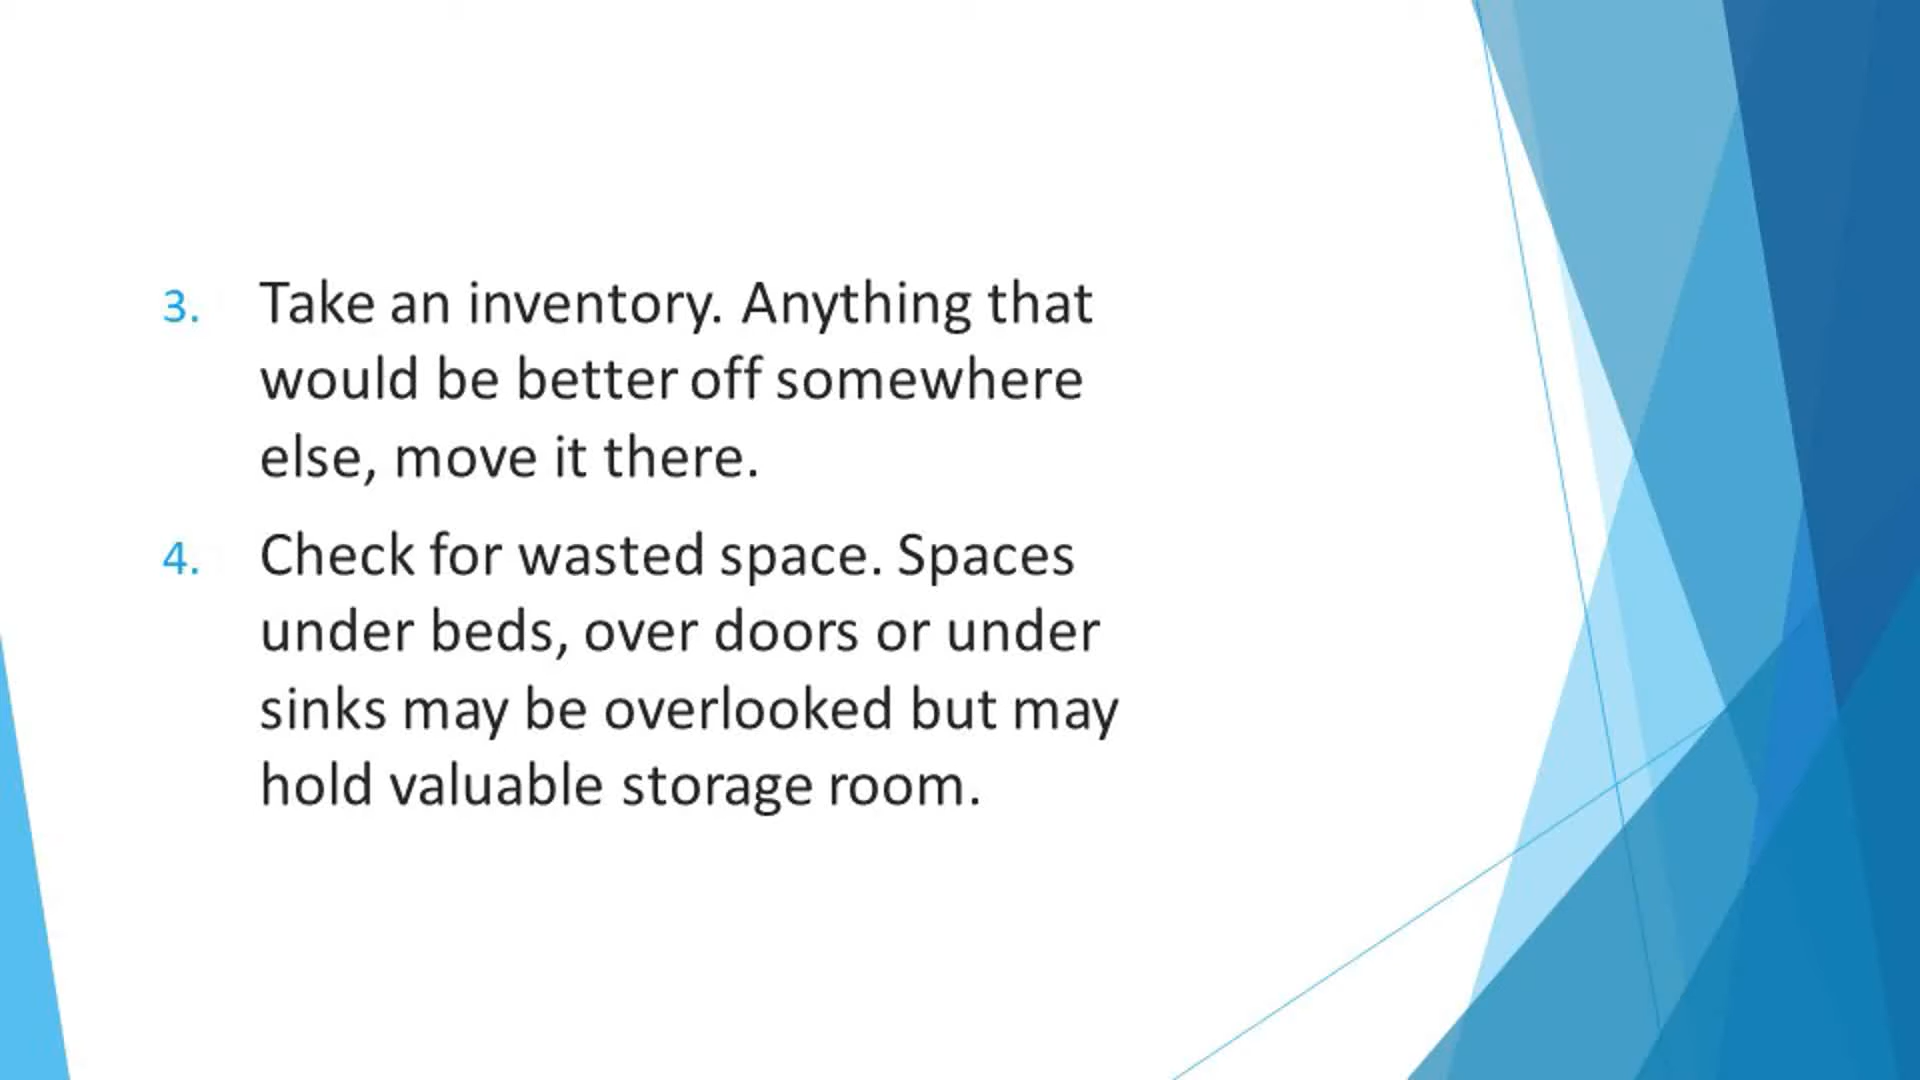 3. Take an inventory. Anything that
would be better off somewhere
else, move it there.
4. Check for wasted space. Spaces
under beds, over doors or under
sinks may be overlooked but may
hold valuable storage room.